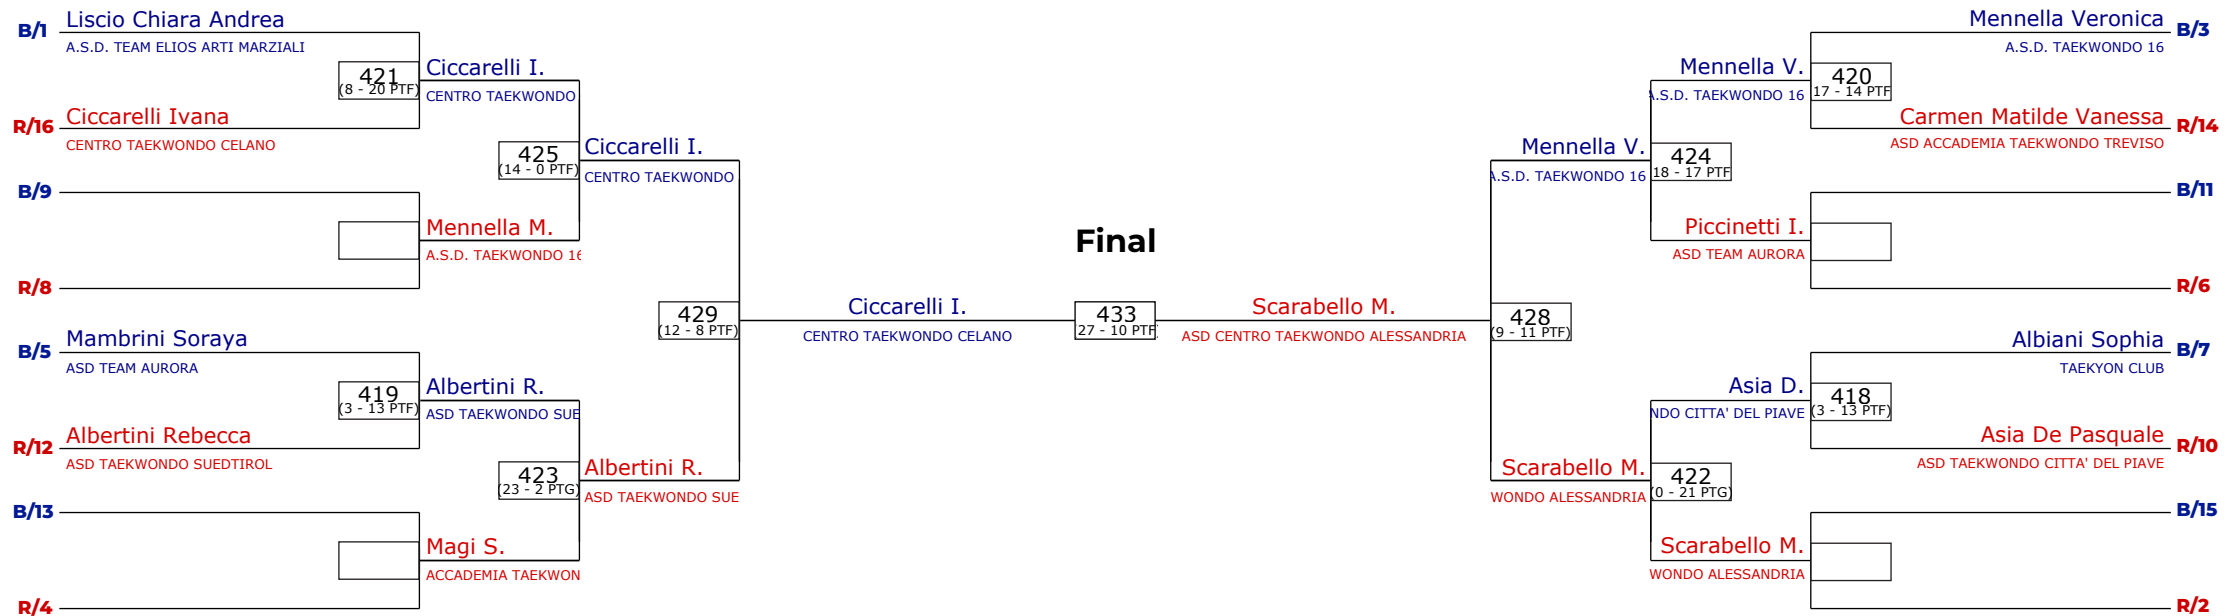 B/1 Liscio Chiara Andrea
A.S.D. TEAM ELIOS ARTI MARZIALI
421
(8 - 20 PTF)
Ciccarelli I.
CENTRO TAEKWONDO
R/16 Ciccarelli Ivana
CENTRO TAEKWONDO CELANO
425
(14 - 0 PTF)
Ciccarelli I.
CENTRO TAEKWONDO
B/9
Mennella M.
A.S.D. TAEKWONDO 16
R/8
429
(12 - 8 PTF)
B/5 Mambrini Soraya
ASD TEAM AURORA
419
(3 - 13 PTF)
Albertini R.
ASD TAEKWONDO SUE
R/12 Albertini Rebecca
ASD TAEKWONDO SUEDTIROL
423
(23 - 2 PTG)
Albertini R.
ASD TAEKWONDO SUE
B/13
Magi S.
ACCADEMIA TAEKWON
R/4
Final
Ciccarelli I.
CENTRO TAEKWONDO CELANO
433
(27 - 10 PTF)
Scarabello M.
ASD CENTRO TAEKWONDO ALESSANDRIA
Mennella Veronica B/3
A.S.D. TAEKWONDO 16
Mennella V.
A.S.D. TAEKWONDO 16
420
17 - 14 PTF
Carmen Matilde Vanessa R/14
ASD ACCADEMIA TAEKWONDO TREVISO
Mennella V.
A.S.D. TAEKWONDO 16
424
18 - 17 PTF
B/11
Piccinetti I.
ASD TEAM AURORA
R/6
428
(9 - 11 PTF)
Albiani Sophia B/7
TAEKYON CLUB
Asia D.
NDO CITTA' DEL PIAVE
418
(3 - 13 PTF)
Asia De Pasquale R/10
ASD TAEKWONDO CITTA' DEL PIAVE
Scarabello M.
WONDO ALESSANDRIA
422
(0 - 21 PTG)
B/15
Scarabello M.
WONDO ALESSANDRIA
R/2